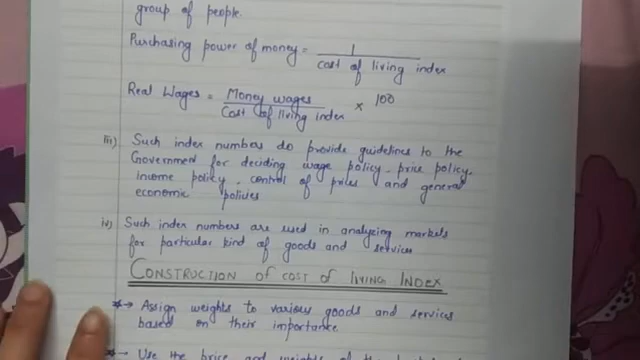 group of people.
Purchasing power of money = 1 / cost of living index
Real Wages = Money wages / Cost of living index × 100
iii) Such index numbers do provide guidelines to the
Government for deciding wage policy, price policy,
income policy, control of prices and general
economic policies
iv) Such index numbers are used in analyzing markets
for particular kind of goods and services
CONSTRUCTION OF COST OF LIVING INDEX
*→ Assign weights to various goods and services
based on their importance
*→ Use the price and weights of the